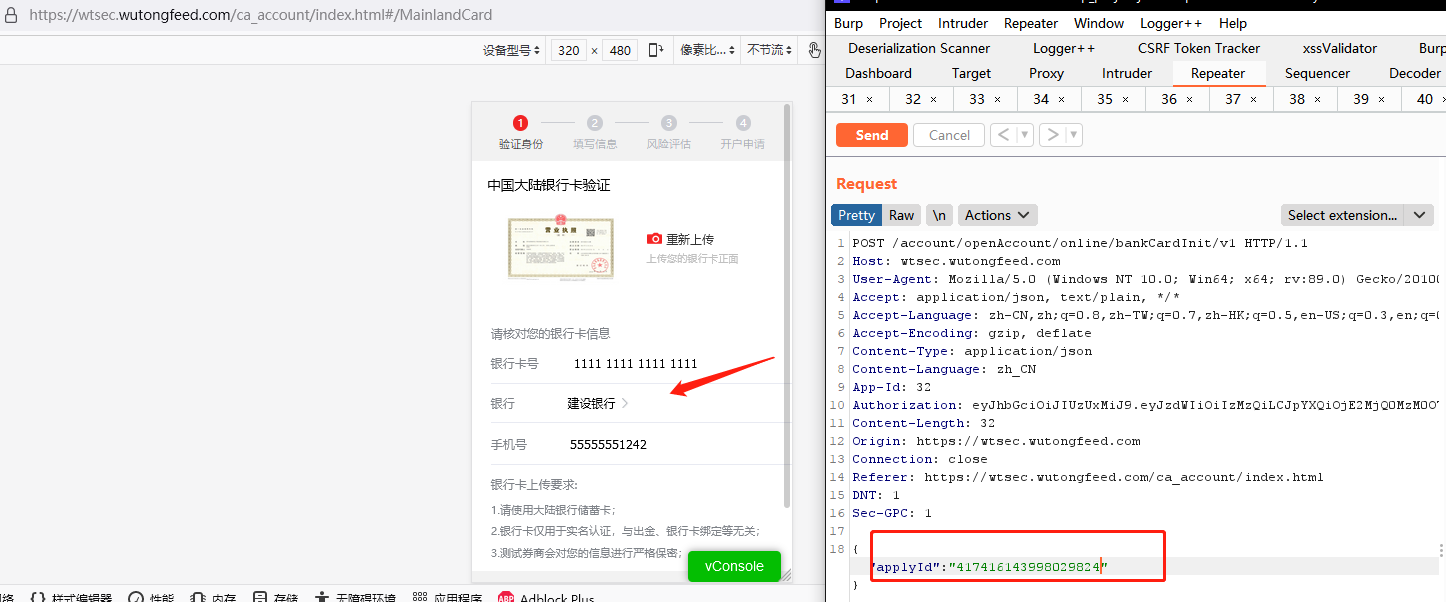 https://wtsec.wutongfeed.com/ca_account/index.html#/MainlandCard
设备型号 320 × 480 像素比... 不节流
1 2 3 4
验证身份 填写信息 风险评估 开户申请
中国大陆银行卡验证
营业执照
重新上传
上传您的银行卡正面
请核对您的银行卡信息
银行卡号 1111 1111 1111 1111
银行 建设银行
手机号 55555551242
银行卡上传要求:
1.请使用大陆银行储蓄卡；
2.银行卡仅用于实名认证，与出金、银行卡绑定等无关；
3.测试券商会对您的信息进行严格保密；
vConsole
网络 {} 样式编辑器 性能 内存 存储 无障碍环境 应用程序 ABP Adblock Plus
Burp Project Intruder Repeater Window Logger++ Help
Deserialization Scanner Logger++ CSRF Token Tracker xssValidator Burp
Dashboard Target Proxy Intruder Repeater Sequencer Decoder
31 × 32 × 33 × 34 × 35 × 36 × 37 × 38 × 39 × 40 ×
Send Cancel < >
Request
Pretty Raw \n Actions Select extension...
1 POST /account/openAccount/online/bankCardInit/v1 HTTP/1.1
2 Host: wtsec.wutongfeed.com
3 User-Agent: Mozilla/5.0 (Windows NT 10.0; Win64; x64; rv:89.0) Gecko/20100
4 Accept: application/json, text/plain, */*
5 Accept-Language: zh-CN,zh;q=0.8,zh-TW;q=0.7,zh-HK;q=0.5,en-US;q=0.3,en;q=0
6 Accept-Encoding: gzip, deflate
7 Content-Type: application/json
8 Content-Language: zh_CN
9 App-Id: 32
10 Authorization: eyJhbGciOiJIUzUxMiJ9.eyJzdWIiOiIzMzQiLCJpYXQiOjE2MjQ0MzM0OT
11 Content-Length: 32
12 Origin: https://wtsec.wutongfeed.com
13 Connection: close
14 Referer: https://wtsec.wutongfeed.com/ca_account/index.html
15 DNT: 1
16 Sec-GPC: 1
17
18 {
"applyId":"417416143998029824"
}